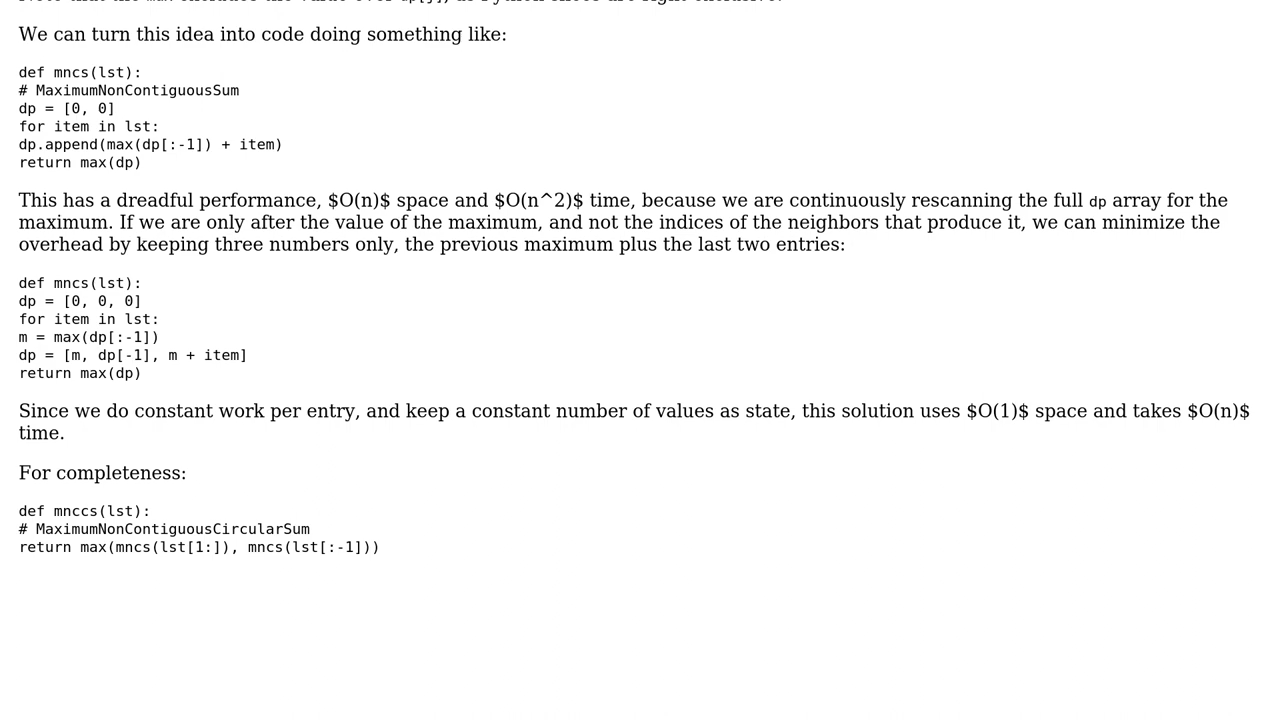 We can turn this idea into code doing something like:
def mncs(lst):
# MaximumNonContiguousSum
dp = [0, 0]
for item in lst:
dp.append(max(dp[:-1]) + item)
return max(dp)
This has a dreadful performance, $O(n)$ space and $O(n^2)$ time, because we are continuously rescanning the full dp array for the
maximum. If we are only after the value of the maximum, and not the indices of the neighbors that produce it, we can minimize the
overhead by keeping three numbers only, the previous maximum plus the last two entries:
def mncs(lst):
dp = [0, 0, 0]
for item in lst:
m = max(dp[:-1])
dp = [m, dp[-1], m + item]
return max(dp)
Since we do constant work per entry, and keep a constant number of values as state, this solution uses $O(1)$ space and takes $O(n)$
time.
For completeness:
def mnccs(lst):
# MaximumNonContiguousCircularSum
return max(mncs(lst[1:]), mncs(lst[:-1]))